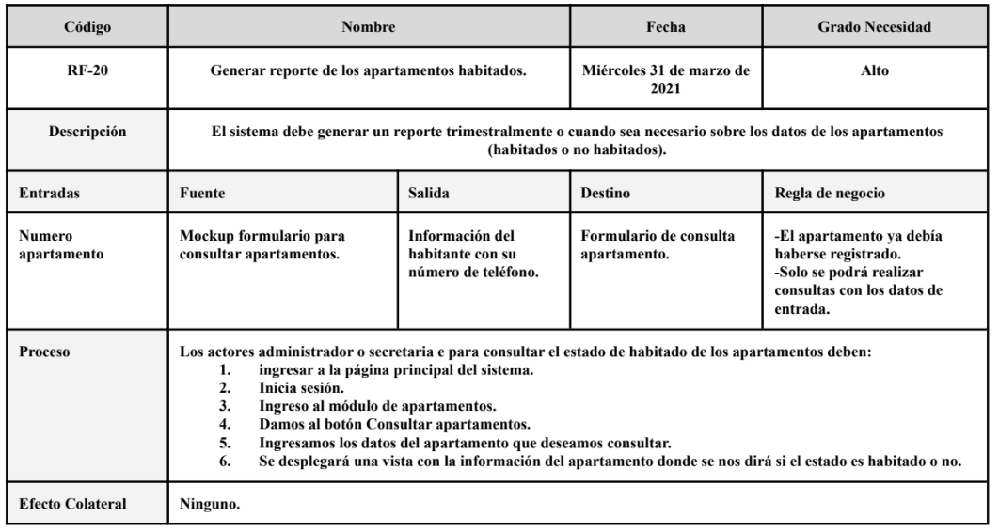 Código Nombre Fecha Grado Necesidad
RF-20 Generar reporte de los apartamentos habitados. Miércoles 31 de marzo de Alto
2021
Descripción El sistema debe generar un reporte trimestralmente o cuando sea necesario sobre los datos de los apartamentos
(habitados o no habitados).
Entradas Fuente Salida Destino Regla de negocio
Numero
apartamento
Mockup formulario para
consultar apartamentos.
Información del
habitante con su
número de teléfono.
Formulario de consulta
apartamento.
-El apartamento ya debía
haberse registrado.
-Solo se podrá realizar
consultas con los datos de
entrada.
Proceso Los actores administrador o secretaria e para consultar el estado de habitado de los apartamentos deben:
1. ingresar a la página principal del sistema.
2. Inicia sesión.
3. Ingreso al módulo de apartamentos.
4. Damos al botón Consultar apartamentos.
5. Ingresamos los datos del apartamento que deseamos consultar.
6. Se desplegará una vista con la información del apartamento donde se nos dirá si el estado es habitado o no.
Efecto Colateral Ninguno.